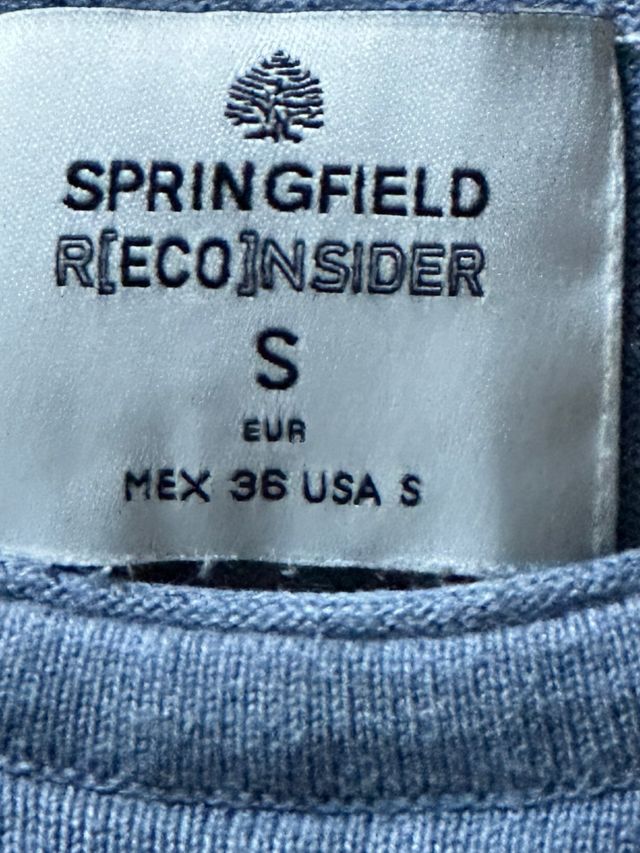 SPRINGFIELD
R[ECO]NSIDER
S
EUR
MEX 36 USA S